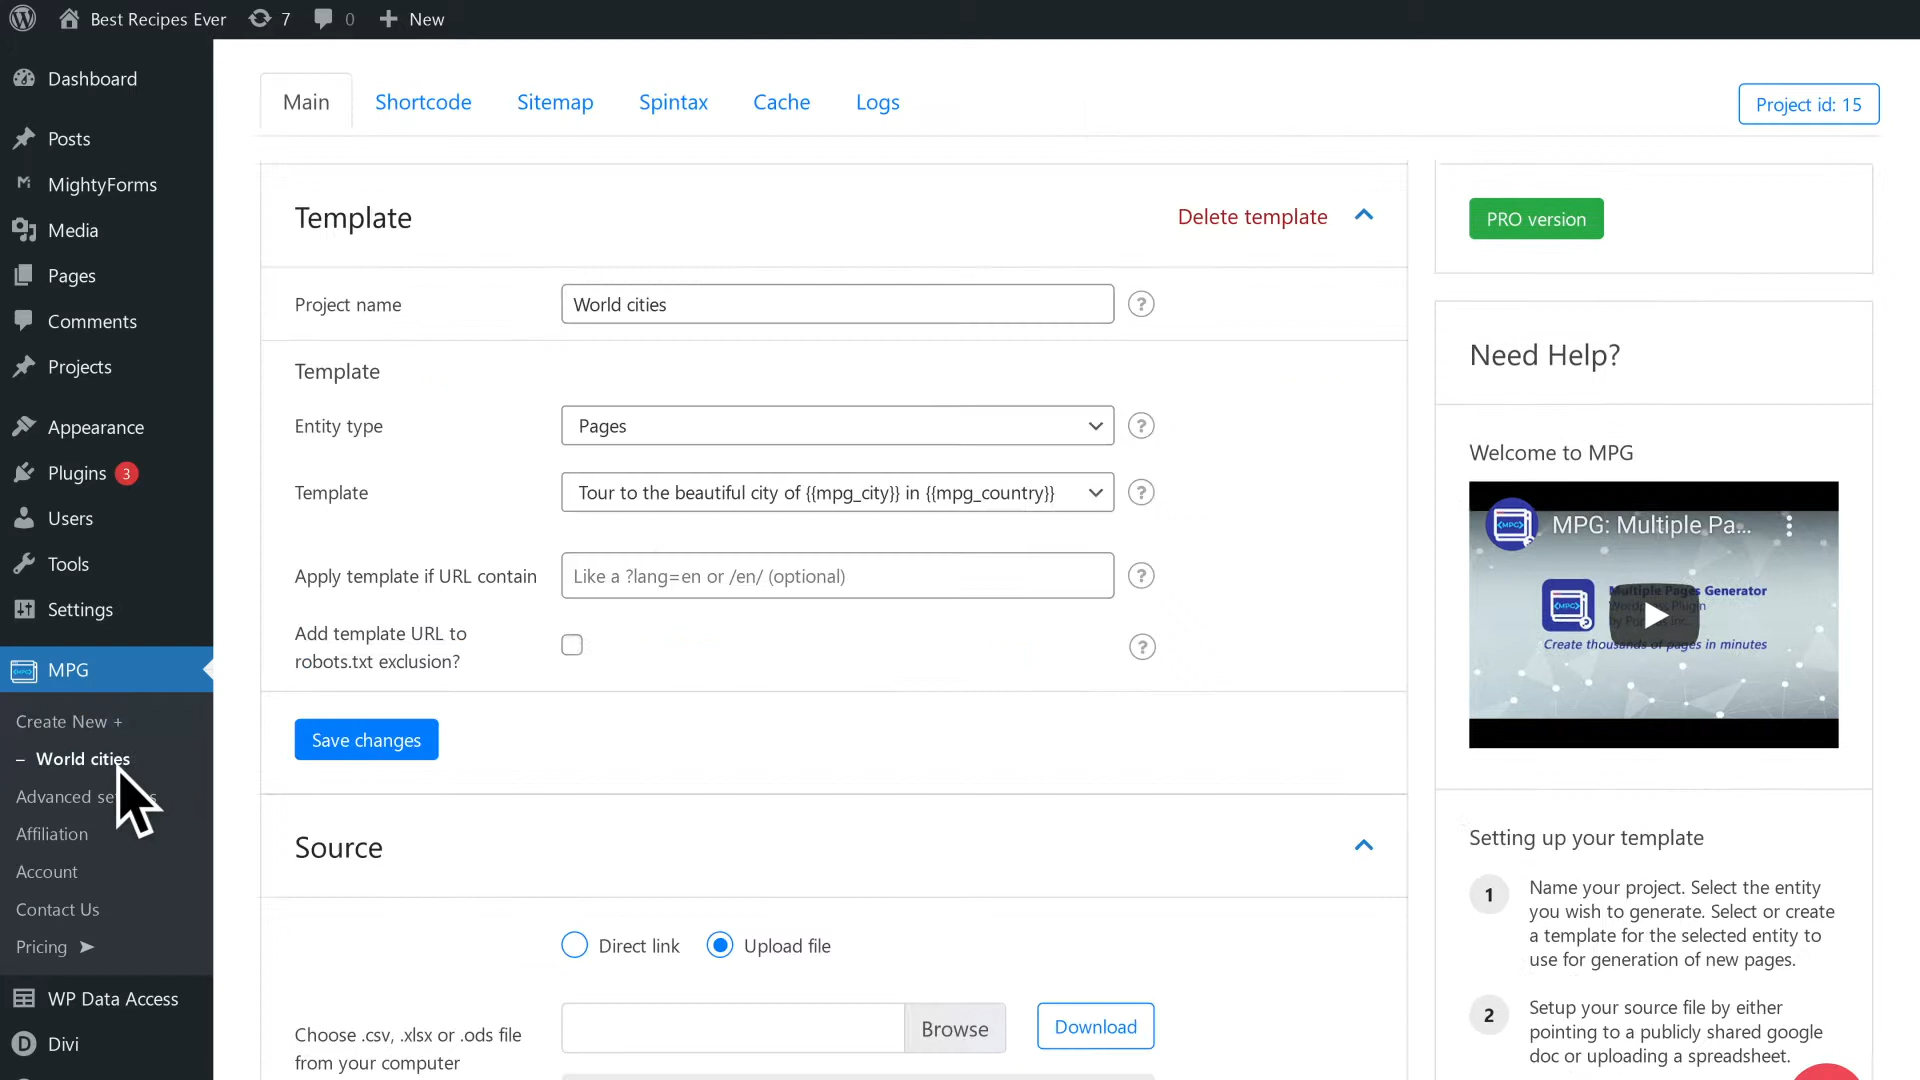 Best Recipes Ever
7
0
New
Dashboard
Posts
MightyForms
Media
Pages
Comments
Projects
Appearance
Plugins 3
Users
Tools
Settings
MPG
Create New +
– World cities
Advanced se
Affiliation
Account
Contact Us
Pricing ➤
WP Data Access
Divi
Main
Shortcode
Sitemap
Spintax
Cache
Logs
Project id: 15
Template
Delete template
Project name
World cities
?
Template
Entity type
Pages
?
Template
Tour to the beautiful city of {{mpg_city}} in {{mpg_country}}
?
Apply template if URL contain
Like a ?lang=en or /en/ (optional)
?
Add template URL to
robots.txt exclusion?
?
Save changes
Source
Direct link
Upload file
Choose .csv, .xlsx or .ods file
from your computer
Browse
Download
PRO version
Need Help?
Welcome to MPG
MPG: Multiple Pa...
Multiple Pages Generator
Wordpress Plugin
Create thousands of pages in minutes
Setting up your template
1
Name your project. Select the entity
you wish to generate. Select or create
a template for the selected entity to
use for generation of new pages.
2
Setup your source file by either
pointing to a publicly shared google
doc or uploading a spreadsheet.